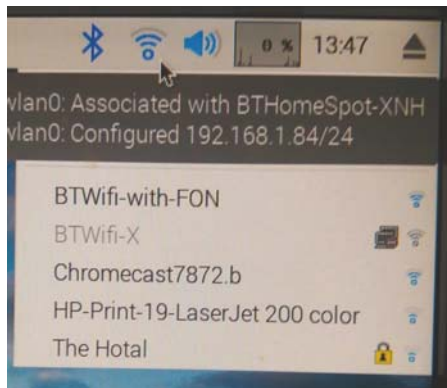 0 %
13:47
wlan0: Associated with BTHomeSpot-XNH
wlan0: Configured 192.168.1.84/24
BTWifi-with-FON
BTWifi-X
Chromecast7872.b
HP-Print-19-LaserJet 200 color
The Hotal